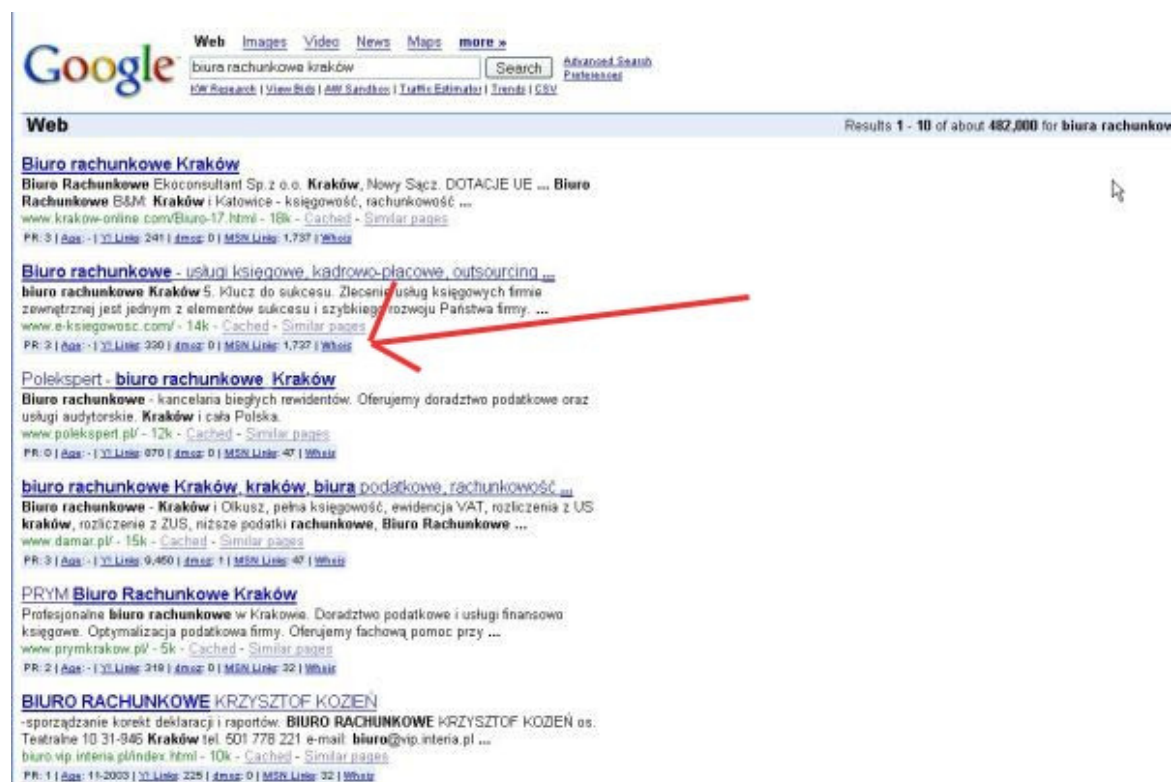 Google
Web Images Video News Maps more »
biura rachunkowe kraków Search Advanced Search
Preferences
KW Research | View Bids | AW Sandbox | Traffic Estimator | Trends | CSV
Web Results 1 - 10 of about 482,000 for biura rachunkow
Biuro rachunkowe Kraków
Biuro Rachunkowe Ekoconsultant Sp. z o.o. Kraków, Nowy Sącz. DOTACJE UE ... Biuro
Rachunkowe B&M. Kraków i Katowice - księgowość, rachunkowość ...
www.krakow-online.com/Biuro-17.html - 18k - Cached - Similar pages
PR: 3 | Age: - | Y! Links: 241 | dmoz: 0 | MSN Links: 1,737 | Whois
Biuro rachunkowe - usługi księgowe, kadrowo-płacowe, outsourcing ...
biuro rachunkowe Kraków 5. Klucz do sukcesu. Zlecenie usług księgowych firmie
zewnętrznej jest jednym z elementów sukcesu i szybkiego rozwoju Państwa firmy. ...
www.e-ksiegowosc.com/ - 14k - Cached - Similar pages
PR: 3 | Age: - | Y! Links: 330 | dmoz: 0 | MSN Links: 1,737 | Whois
Polekspert - biuro rachunkowe Kraków
Biuro rachunkowe - kancelaria biegłych rewidentów. Oferujemy doradztwo podatkowe oraz
usługi audytorskie. Kraków i cała Polska.
www.polekspert.pl/ - 12k - Cached - Similar pages
PR: 0 | Age: - | Y! Links: 870 | dmoz: 0 | MSN Links: 47 | Whois
biuro rachunkowe Kraków, kraków, biura podatkowe, rachunkowość ...
Biuro rachunkowe - Kraków i Olkusz, pełna księgowość, ewidencja VAT, rozliczenia z US
kraków, rozliczenie z ZUS, niższe podatki rachunkowe, Biuro Rachunkowe ...
www.damar.pl/ - 15k - Cached - Similar pages
PR: 3 | Age: - | Y! Links: 9,450 | dmoz: 1 | MSN Links: 47 | Whois
PRYM Biuro Rachunkowe Kraków
Profesjonalne biuro rachunkowe w Krakowie. Doradztwo podatkowe i usługi finansowo
księgowe. Optymalizacja podatkowa firmy. Oferujemy fachową pomoc przy ...
www.prymkrakow.pl/ - 5k - Cached - Similar pages
PR: 2 | Age: - | Y! Links: 319 | dmoz: 0 | MSN Links: 32 | Whois
BIURO RACHUNKOWE KRZYSZTOF KOZIEŃ
-sporządzanie korekt deklaracji i raportów. BIURO RACHUNKOWE KRZYSZTOF KOZIEŃ os.
Teatralne 10 31-946 Kraków tel. 501 778 221 e-mail: biuro@vip.interia.pl ...
biuro.vip.interia.pl/index.html - 10k - Cached - Similar pages
PR: 1 | Age: 11-2003 | Y! Links: 225 | dmoz: 0 | MSN Links: 32 | Whois